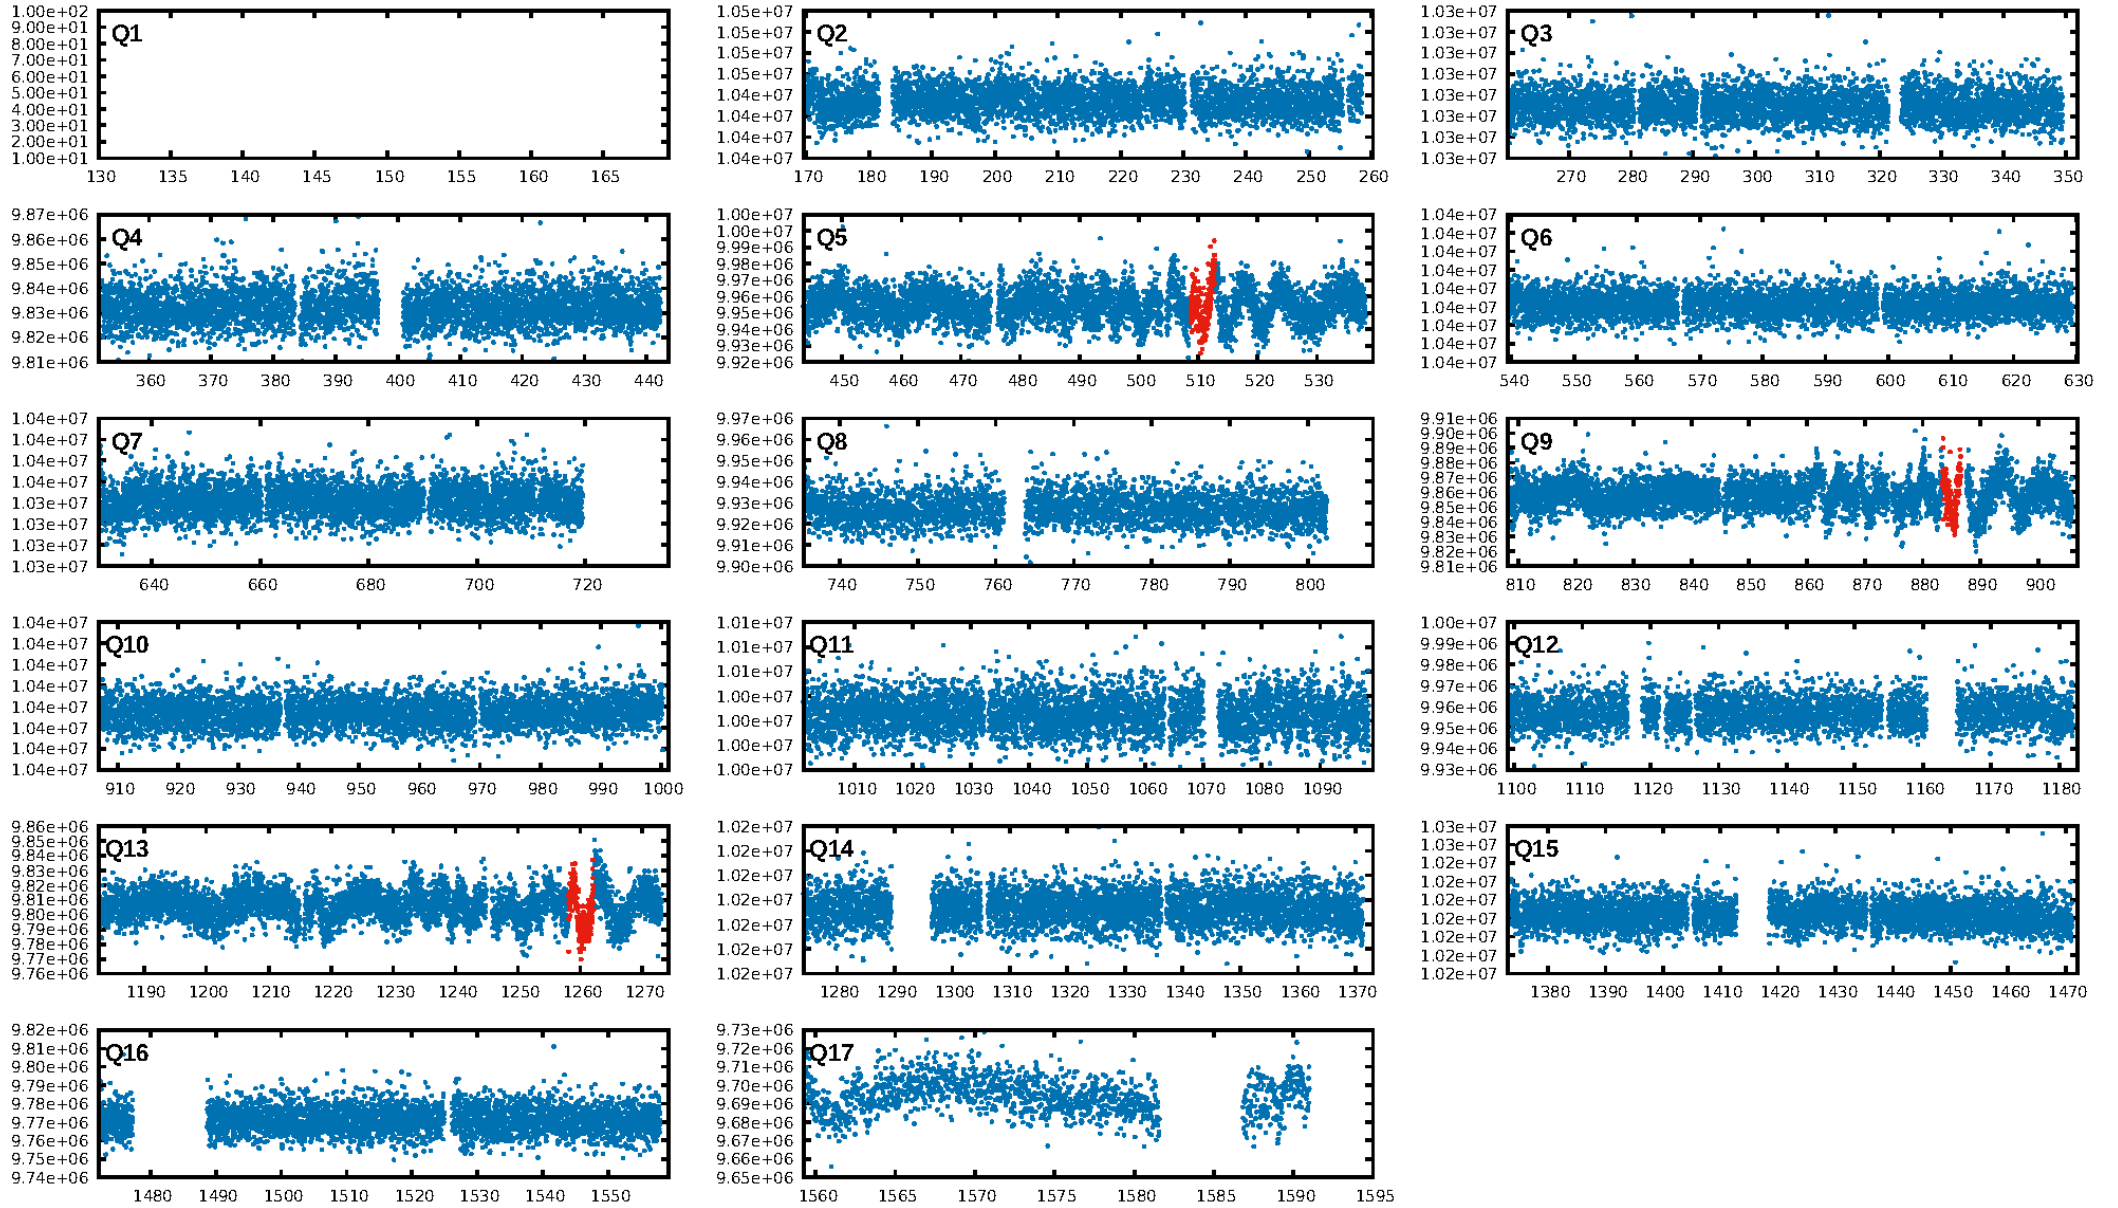 Q1
1.00e+02
9.00e+01
8.00e+01
7.00e+01
6.00e+01
5.00e+01
4.00e+01
3.00e+01
2.00e+01
1.00e+01
130 135 140 145 150 155 160 165
Q2
1.05e+07
1.05e+07
1.05e+07
1.05e+07
1.04e+07
1.04e+07
1.04e+07
1.04e+07
170 180 190 200 210 220 230 240 250 260
Q3
1.03e+07
1.03e+07
1.03e+07
1.03e+07
1.03e+07
1.03e+07
1.03e+07
1.03e+07
270 280 290 300 310 320 330 340 350
Q4
9.87e+06
9.86e+06
9.85e+06
9.84e+06
9.83e+06
9.82e+06
9.81e+06
360 370 380 390 400 410 420 430 440
Q5
1.00e+07
9.99e+06
9.98e+06
9.97e+06
9.96e+06
9.95e+06
9.94e+06
9.93e+06
9.92e+06
450 460 470 480 490 500 510 520 530
Q6
1.04e+07
1.04e+07
1.04e+07
1.04e+07
1.04e+07
1.04e+07
1.04e+07
1.04e+07
1.04e+07
540 550 560 570 580 590 600 610 620 630
Q7
1.04e+07
1.04e+07
1.04e+07
1.04e+07
1.03e+07
1.03e+07
1.03e+07
1.03e+07
640 660 680 700 720
Q8
9.97e+06
9.96e+06
9.95e+06
9.94e+06
9.93e+06
9.92e+06
9.91e+06
9.90e+06
740 750 760 770 780 790 800
Q9
9.91e+06
9.90e+06
9.89e+06
9.88e+06
9.87e+06
9.86e+06
9.85e+06
9.84e+06
9.83e+06
9.82e+06
9.81e+06
810 820 830 840 850 860 870 880 890 900
Q10
1.04e+07
1.04e+07
1.04e+07
1.04e+07
1.04e+07
1.04e+07
1.04e+07
1.04e+07
910 920 930 940 950 960 970 980 990 1000
Q11
1.01e+07
1.01e+07
1.01e+07
1.00e+07
1.00e+07
1.00e+07
1.00e+07
1010 1020 1030 1040 1050 1060 1070 1080 1090
Q12
1.00e+07
9.99e+06
9.98e+06
9.97e+06
9.96e+06
9.95e+06
9.94e+06
9.93e+06
1100 1110 1120 1130 1140 1150 1160 1170 1180
Q13
9.86e+06
9.85e+06
9.84e+06
9.83e+06
9.82e+06
9.81e+06
9.80e+06
9.79e+06
9.78e+06
9.77e+06
9.76e+06
1190 1200 1210 1220 1230 1240 1250 1260 1270
Q14
1.02e+07
1.02e+07
1.02e+07
1.02e+07
1.02e+07
1.02e+07
1.02e+07
1280 1290 1300 1310 1320 1330 1340 1350 1360 1370
Q15
1.03e+07
1.03e+07
1.02e+07
1.02e+07
1.02e+07
1.02e+07
1.02e+07
1.02e+07
1.02e+07
1380 1390 1400 1410 1420 1430 1440 1450 1460 1470
Q16
9.82e+06
9.81e+06
9.80e+06
9.79e+06
9.78e+06
9.77e+06
9.76e+06
9.75e+06
9.74e+06
1480 1490 1500 1510 1520 1530 1540 1550
Q17
9.73e+06
9.72e+06
9.71e+06
9.70e+06
9.69e+06
9.68e+06
9.67e+06
9.66e+06
9.65e+06
1560 1565 1570 1575 1580 1585 1590 1595